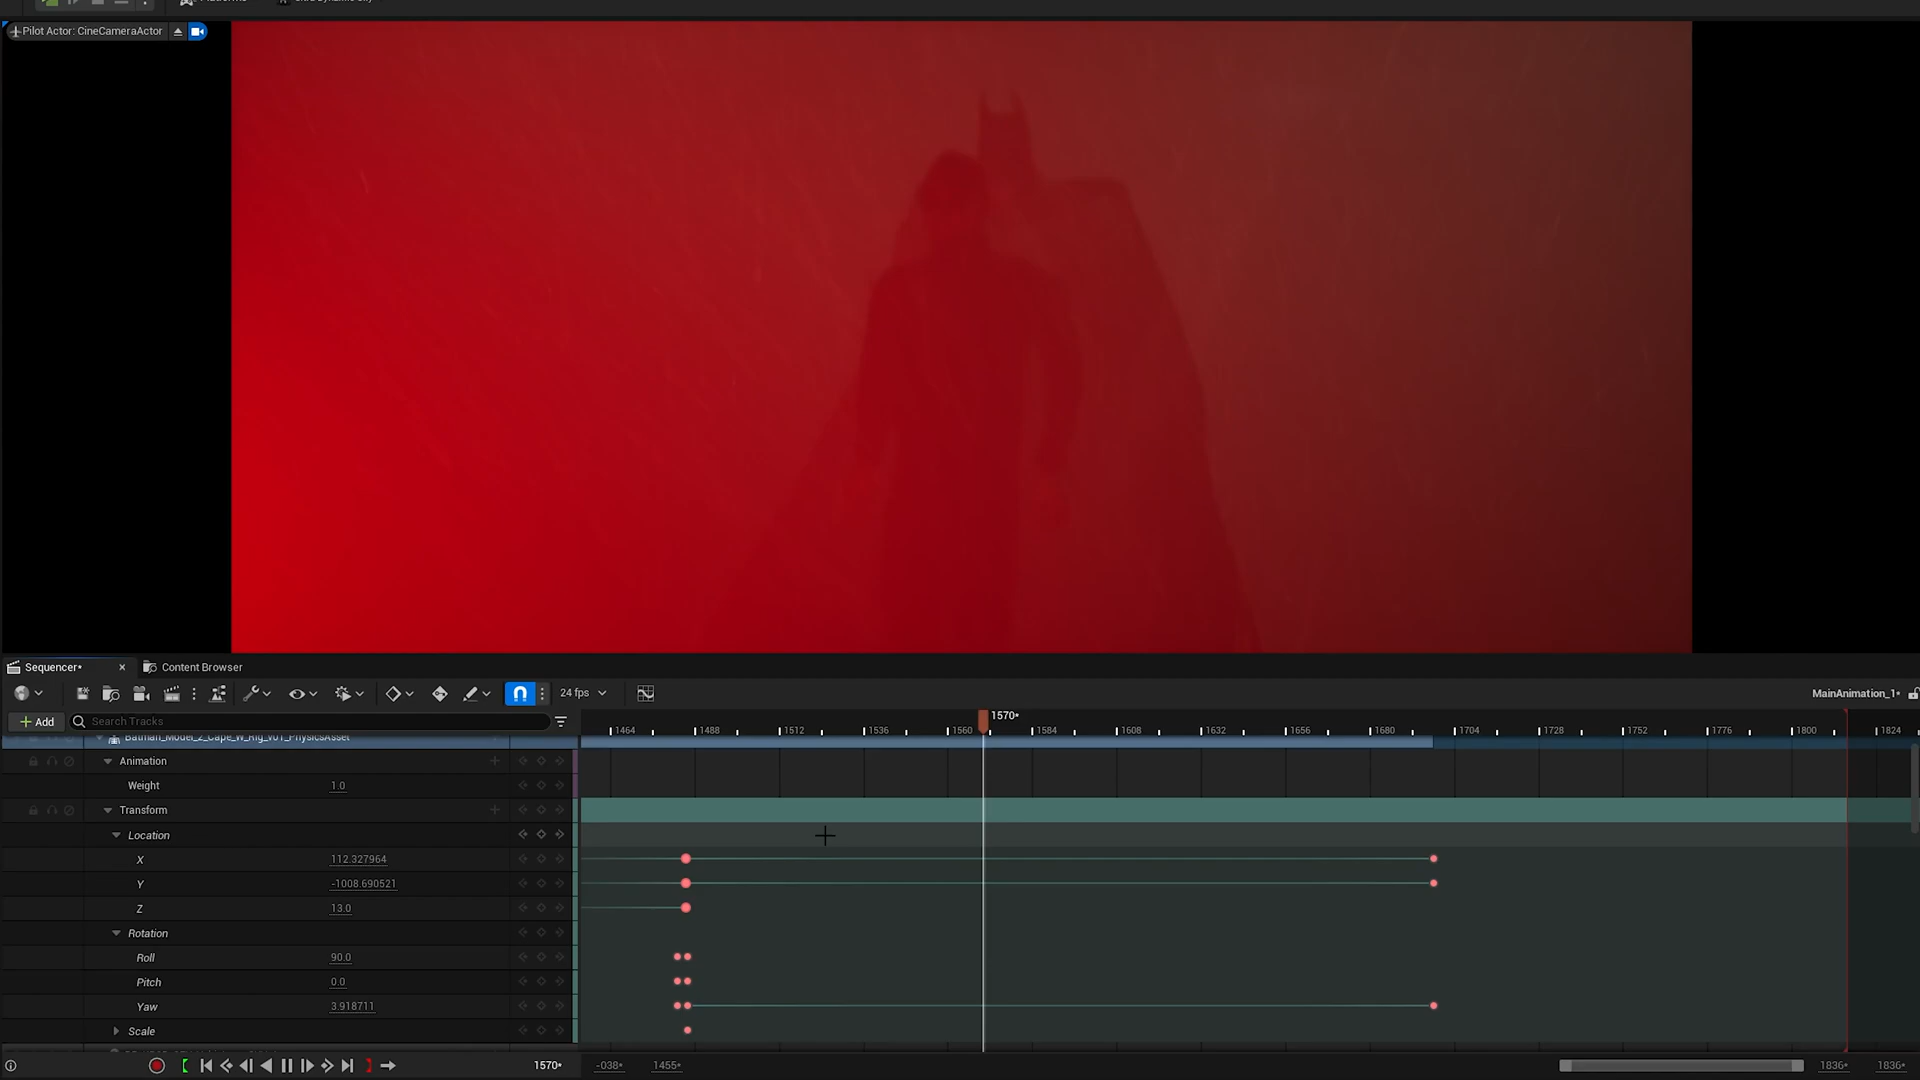 Pilot Actor: CineCameraActor
Sequencer*
Content Browser
24 fps
MainAnimation_1*
+ Add
Search Tracks
1570*
1464 1488 1512 1536 1560 1584 1608 1632 1656 1680 1704 1728 1752 1776 1800 1824
Batman_Model_2_Cape_W_Rig_v01_PhysicsAsset
Animation
Weight 1.0
Transform
Location
X 112.327964
Y -1008.690521
Z 13.0
Rotation
Roll 90.0
Pitch 0.0
Yaw 3.918711
Scale
1570* -038* 1455* 1836* 1836*